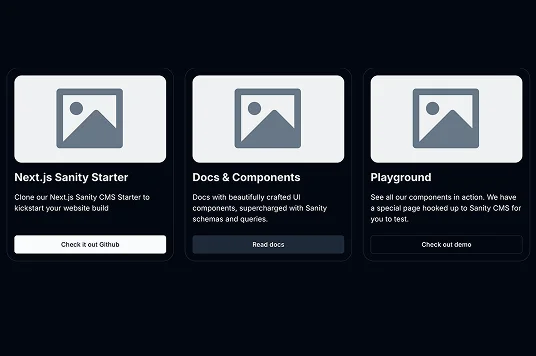 Next.js Sanity Starter
Clone our Next.js Sanity CMS Starter to
kickstart your website build
Check it out Github
Docs & Components
Docs with beautifully crafted UI
components, supercharged with Sanity
schemas and queries.
Read docs
Playground
See all our components in action. We have
a special page hooked up to Sanity CMS for
you to test.
Check out demo